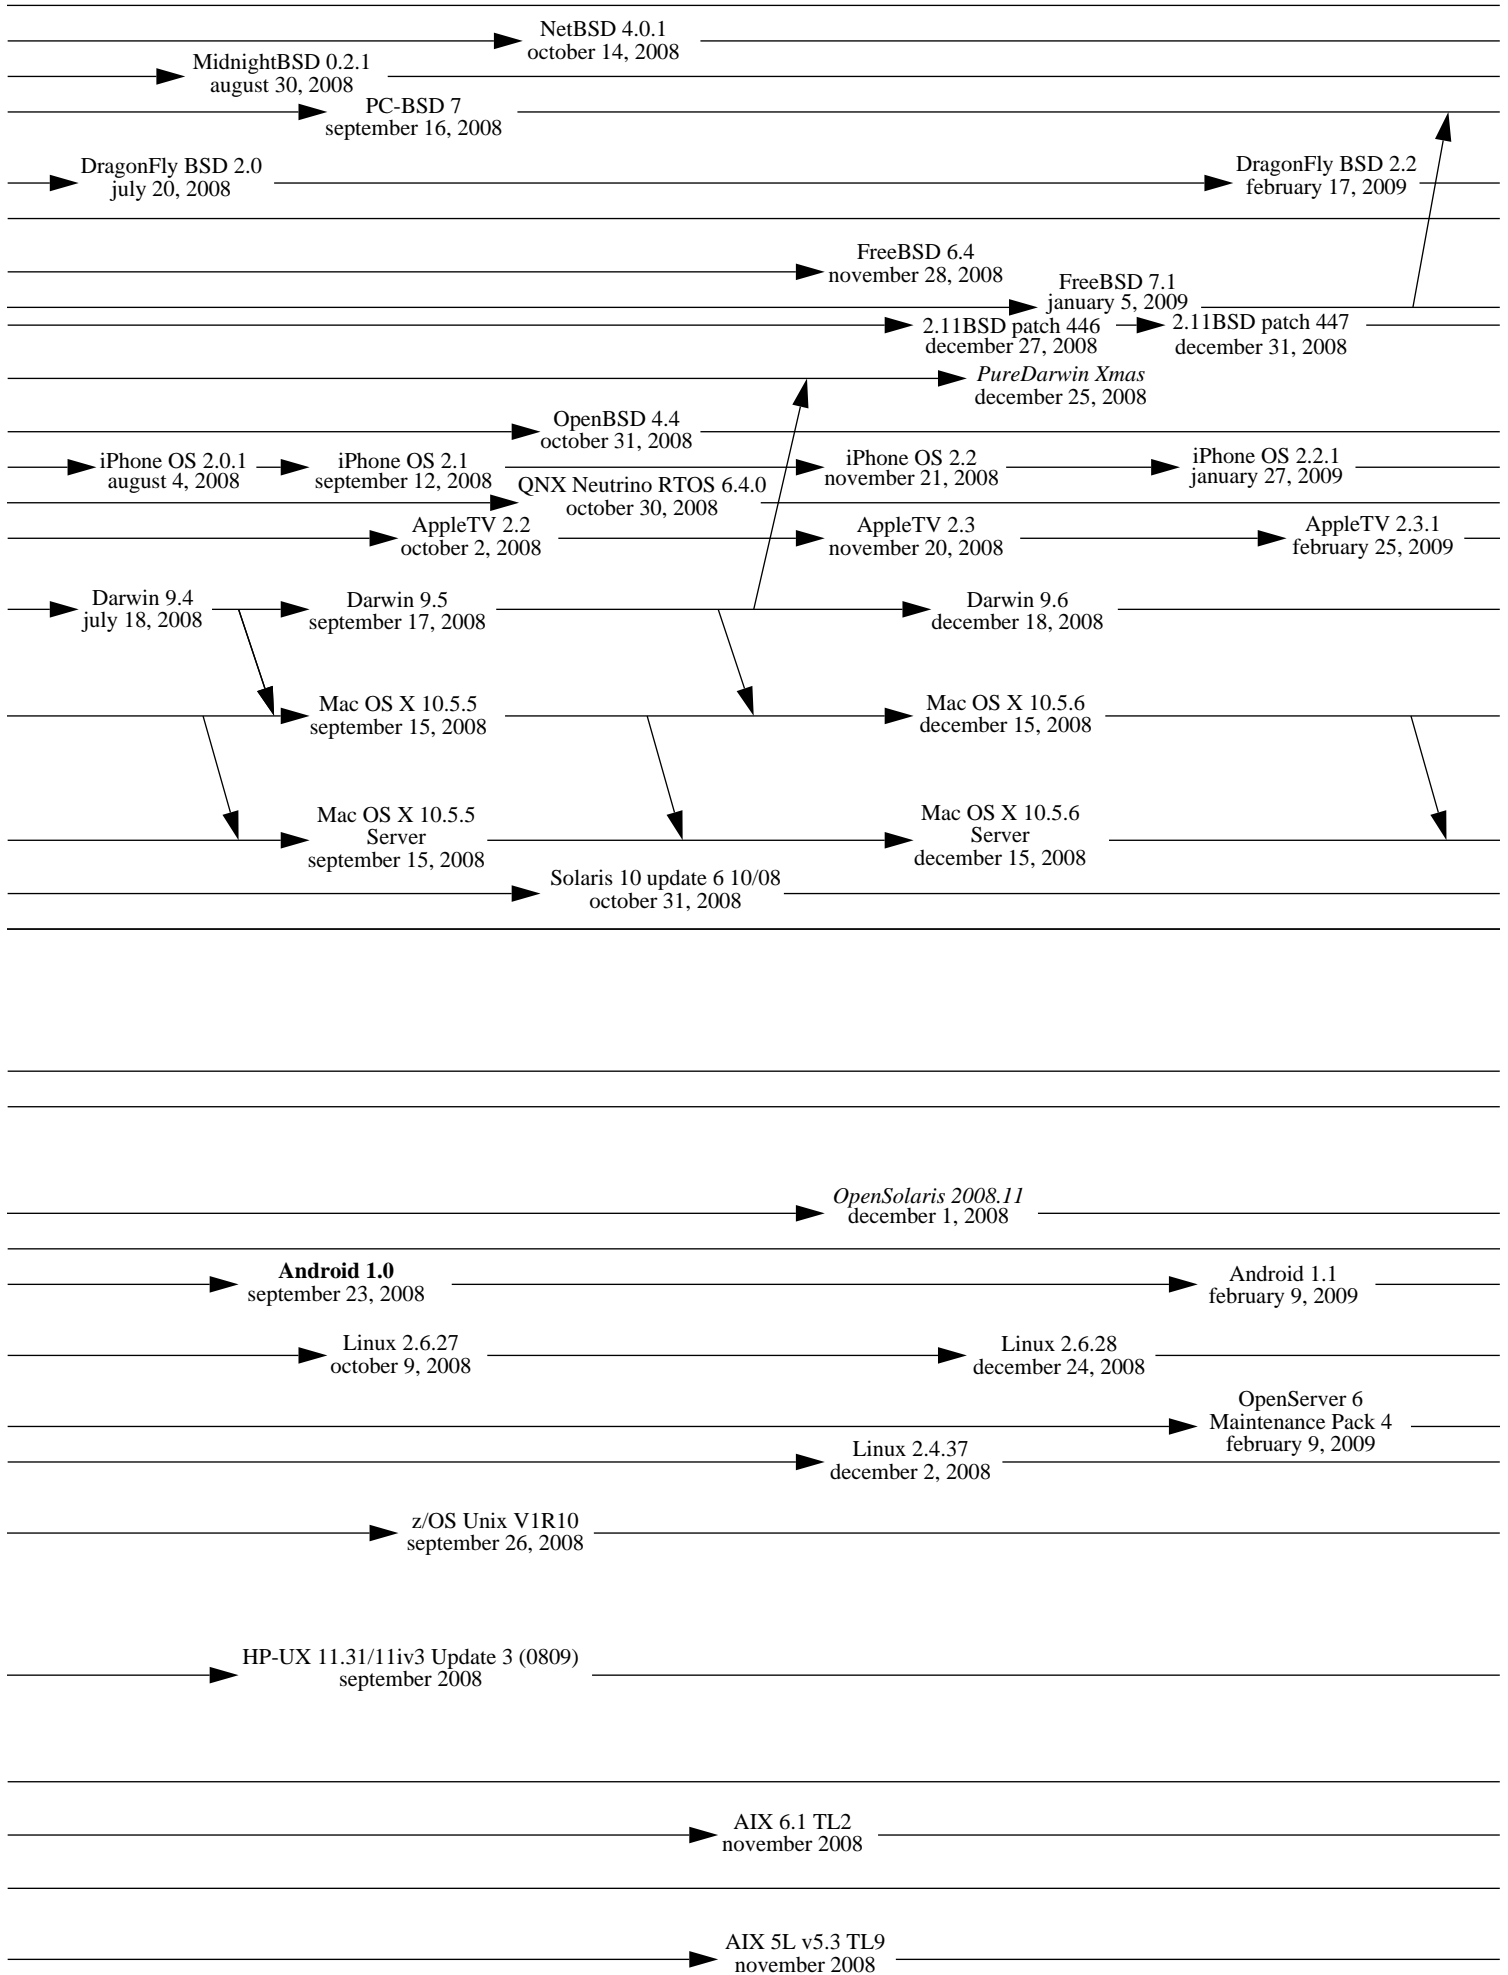 NetBSD 4.0.1
october 14, 2008
MidnightBSD 0.2.1
august 30, 2008
PC-BSD 7
september 16, 2008
DragonFly BSD 2.0
july 20, 2008
DragonFly BSD 2.2
february 17, 2009
FreeBSD 6.4
november 28, 2008
FreeBSD 7.1
january 5, 2009
2.11BSD patch 446
december 27, 2008
2.11BSD patch 447
december 31, 2008
PureDarwin Xmas
december 25, 2008
OpenBSD 4.4
october 31, 2008
iPhone OS 2.0.1
august 4, 2008
iPhone OS 2.1
september 12, 2008
iPhone OS 2.2
november 21, 2008
iPhone OS 2.2.1
january 27, 2009
QNX Neutrino RTOS 6.4.0
october 30, 2008
AppleTV 2.2
october 2, 2008
AppleTV 2.3
november 20, 2008
AppleTV 2.3.1
february 25, 2009
Darwin 9.4
july 18, 2008
Darwin 9.5
september 17, 2008
Darwin 9.6
december 18, 2008
Mac OS X 10.5.5
september 15, 2008
Mac OS X 10.5.6
december 15, 2008
Mac OS X 10.5.5
Server
september 15, 2008
Mac OS X 10.5.6
Server
december 15, 2008
Solaris 10 update 6 10/08
october 31, 2008
OpenSolaris 2008.11
december 1, 2008
Android 1.0
september 23, 2008
Android 1.1
february 9, 2009
Linux 2.6.27
october 9, 2008
Linux 2.6.28
december 24, 2008
OpenServer 6
Maintenance Pack 4
february 9, 2009
Linux 2.4.37
december 2, 2008
z/OS Unix V1R10
september 26, 2008
HP-UX 11.31/11iv3 Update 3 (0809)
september 2008
AIX 6.1 TL2
november 2008
AIX 5L v5.3 TL9
november 2008